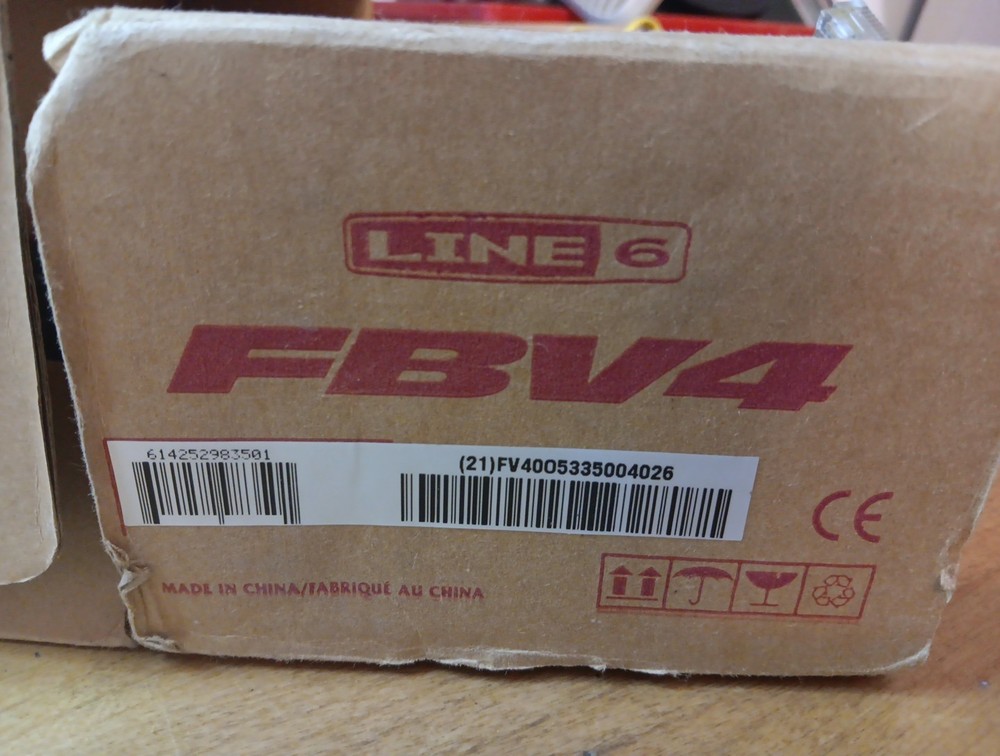 LINE 6
FBV4
614252983501
(21)FV4005335004026
CE
MADE IN CHINA/FABRIQUÉ AU CHINA